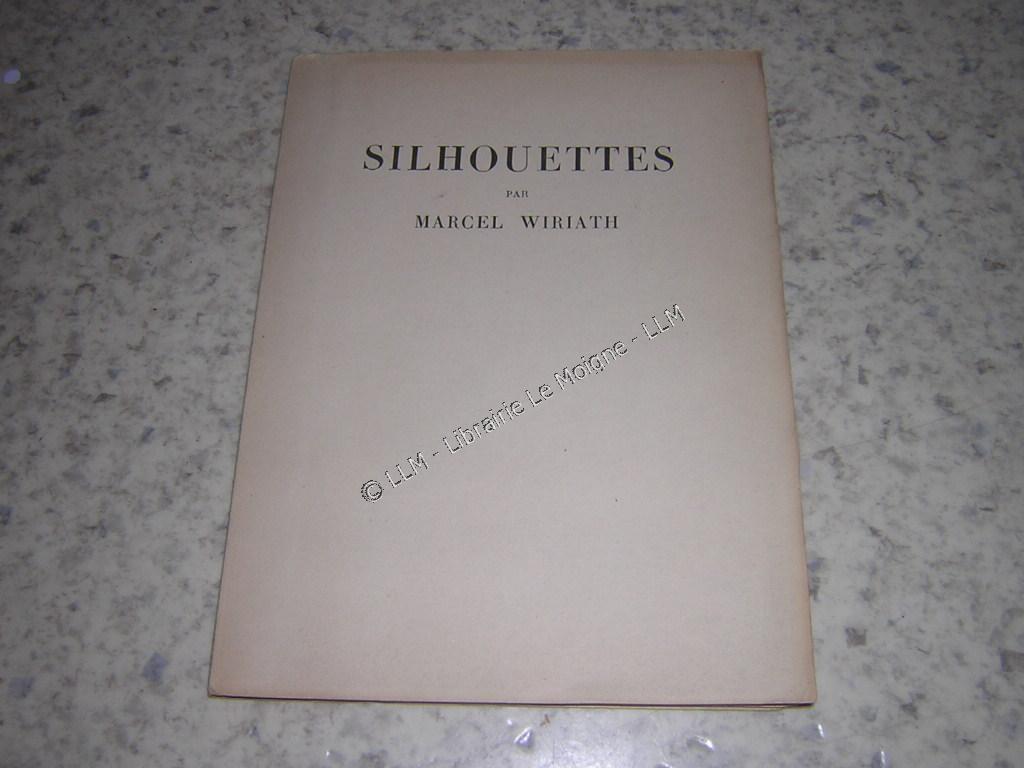 SILHOUETTES
PAR
MARCEL WIRIATH
© LLM - Librairie Le Moigne - LLM